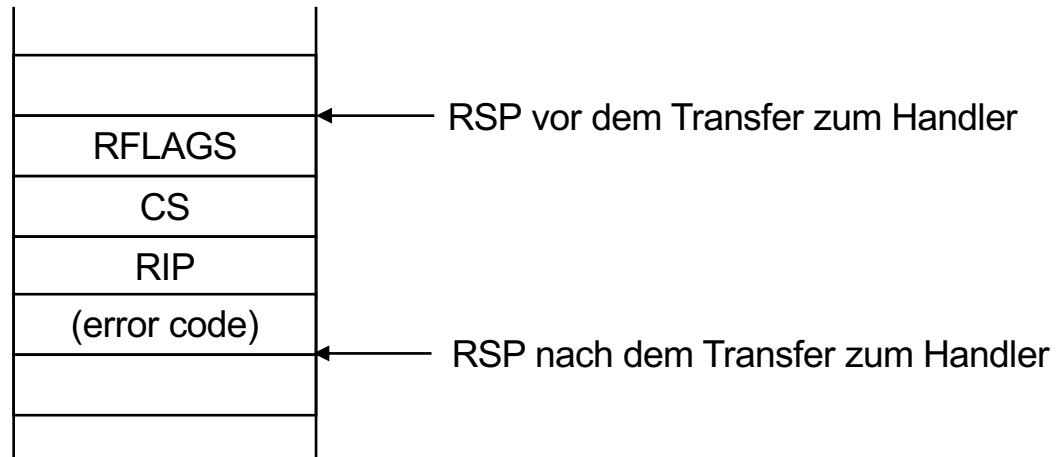 RSP vor dem Transfer zum Handler
RFLAGS
CS
RIP
(error code)
RSP nach dem Transfer zum Handler